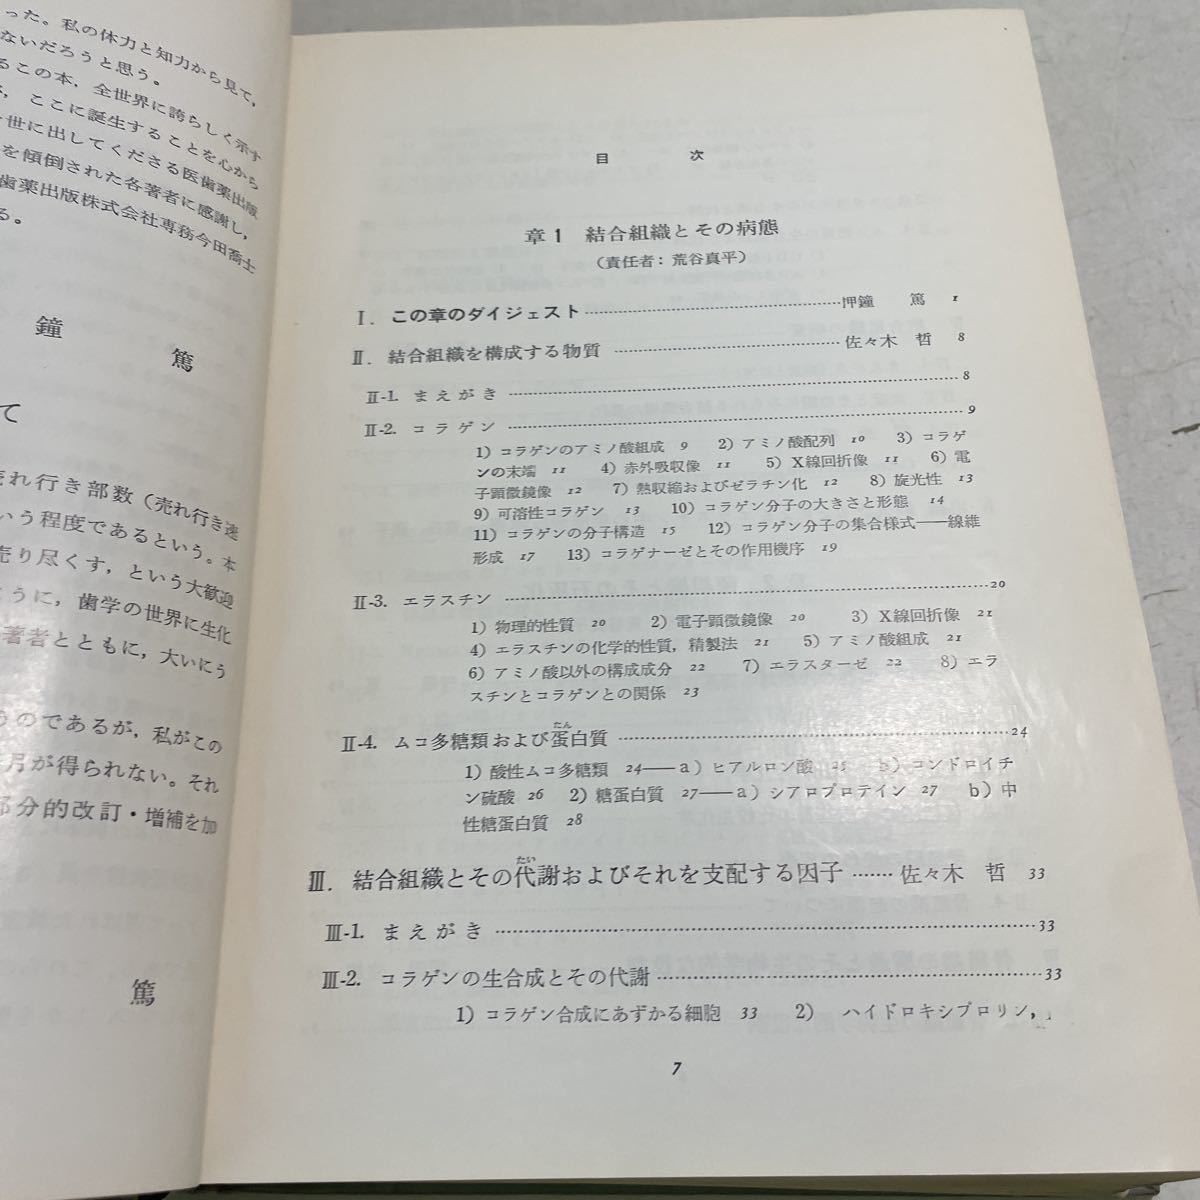 った。私の体力と知力から見て，
ないだろうと思う。
るこの本，全世界に誇らしく示す
ここに誕生することを心から
世に出してくださる医歯薬出版
を傾倒された各著者に感謝し，
歯薬出版株式会社専務今田喬士
る。
鐘
篤
て
売れ行き部数（売れ行き速
いう程度であるという。本
売り尽くす，という大歓迎
ように，歯学の世界に生化
著者とともに，大いにう
うのであるが，私がこの
月が得られない。それ
部分的改訂・増補を加
篤
目　次
章1　結合組織とその病態
（責任者：荒谷真平）
Ⅰ．この章のダイジェスト……押鐘　篤　1
Ⅱ．結合組織を構成する物質……佐々木　哲　8
Ⅱ-1. まえがき……8
Ⅱ-2. コラゲン……9
1）コラゲンのアミノ酸組成　9　2）アミノ酸配列　10　3）コラゲ
ンの末端　11　4）赤外吸収像　11　5）X線回折像　11　6）電
子顕微鏡像　12　7）熱収縮およびゼラチン化　12　8）旋光性　13
9）可溶性コラゲン　13　10）コラゲン分子の大きさと形態　14
11）コラゲンの分子構造　15　12）コラゲン分子の集合様式——線維
形成　17　13）コラゲナーゼとその作用機序　19
Ⅱ-3. エラスチン……20
1）物理的性質　20　2）電子顕微鏡像　20　3）X線回折像　21
4）エラスチンの化学的性質，精製法　21　5）アミノ酸組成　21
6）アミノ酸以外の構成成分　22　7）エラスターゼ　22　8）エラ
スチンとコラゲンとの関係　23
Ⅱ-4. ムコ多糖類および蛋白質……24
たん
1）酸性ムコ多糖類　24——a）ヒアルロン酸　25　b）コンドロイチ
ン硫酸　26　2）糖蛋白質　27——a）シアロプロテイン　27　b）中
性糖蛋白質　28
Ⅲ．結合組織とその代謝およびそれを支配する因子……佐々木　哲　33
たい
Ⅲ-1. まえがき……33
Ⅲ-2. コラゲンの生合成とその代謝……33
1）コラゲン合成にあずかる細胞　33　2）ハイドロキシプロリン，
7